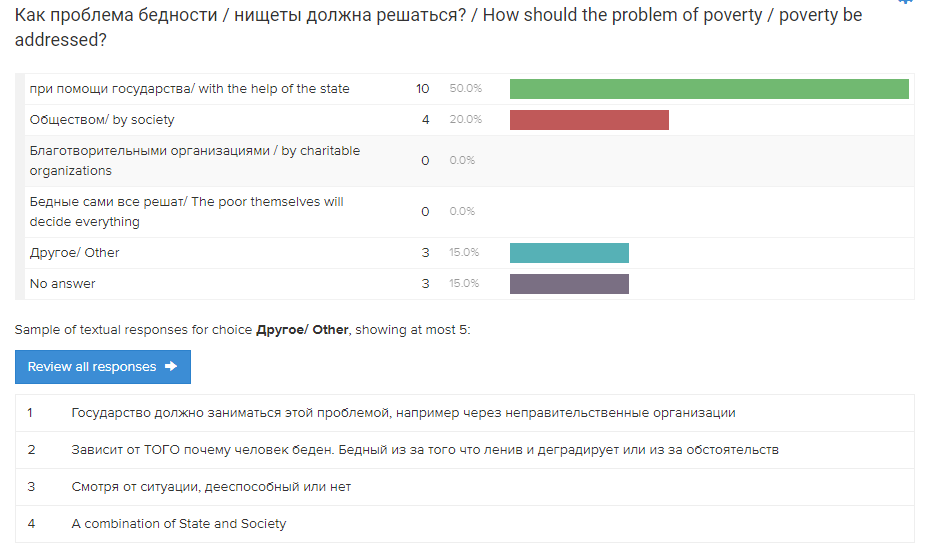 Как проблема бедности / нищеты должна решаться? / How should the problem of poverty / poverty be
addressed?
при помощи государства/ with the help of the state 10 50.0%
Обществом/ by society 4 20.0%
Благотворительными организациями / by charitable
organizations 0 0.0%
Бедные сами все решат/ The poor themselves will
decide everything 0 0.0%
Другое/ Other 3 15.0%
No answer 3 15.0%
Sample of textual responses for choice Другое/ Other, showing at most 5:
Review all responses
1 Государство должно заниматься этой проблемой, например через неправительственные организации
2 Зависит от ТОГО почему человек беден. Бедный из за того что ленив и деградирует или из за обстоятельств
3 Смотря от ситуации, дееспособный или нет
4 A combination of State and Society